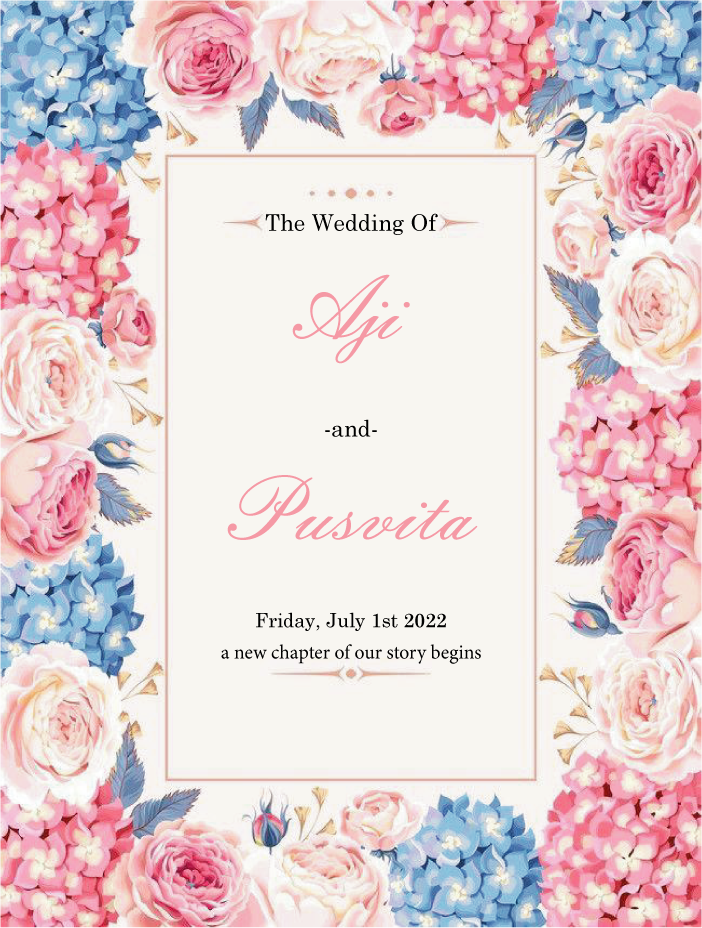 The Wedding Of
Aji
-and-
Pusvita
Friday, July 1st 2022
a new chapter of our story begins